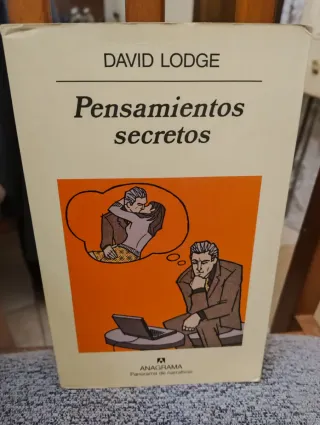 DAVID LODGE
Pensamientos
secretos
ANAGRAMA
Panorama de narrativas